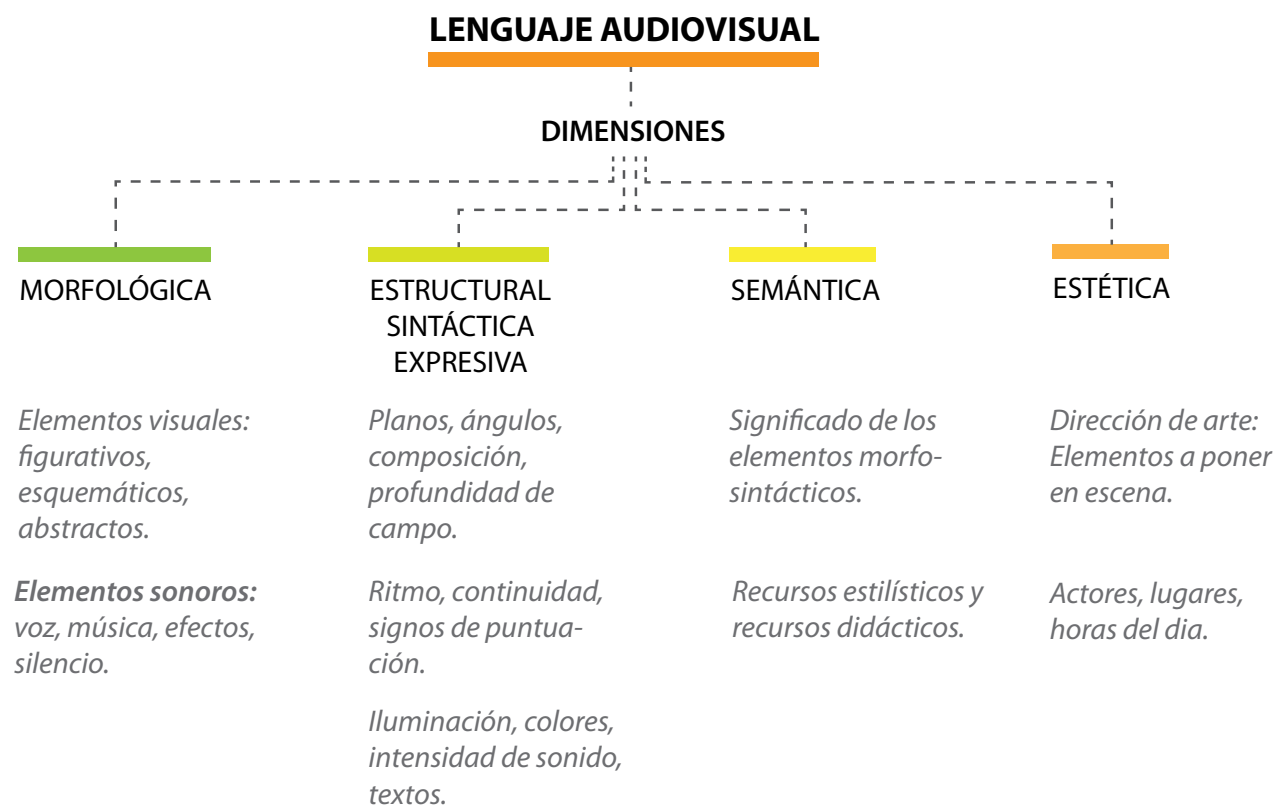 LENGUAJE AUDIOVISUAL
DIMENSIONES
MORFOLÓGICA
Elementos visuales:
figurativos,
esquemáticos,
abstractos.
Elementos sonoros:
voz, música, efectos,
silencio.
ESTRUCTURAL
SINTÁCTICA
EXPRESIVA
Planos, ángulos,
composición,
profundidad de
campo.
Ritmo, continuidad,
signos de puntua-
ción.
Iluminación, colores,
intensidad de sonido,
textos.
SEMÁNTICA
Significado de los
elementos morfo-
sintácticos.
Recursos estilísticos y
recursos didácticos.
ESTÉTICA
Dirección de arte:
Elementos a poner
en escena.
Actores, lugares,
horas del dia.